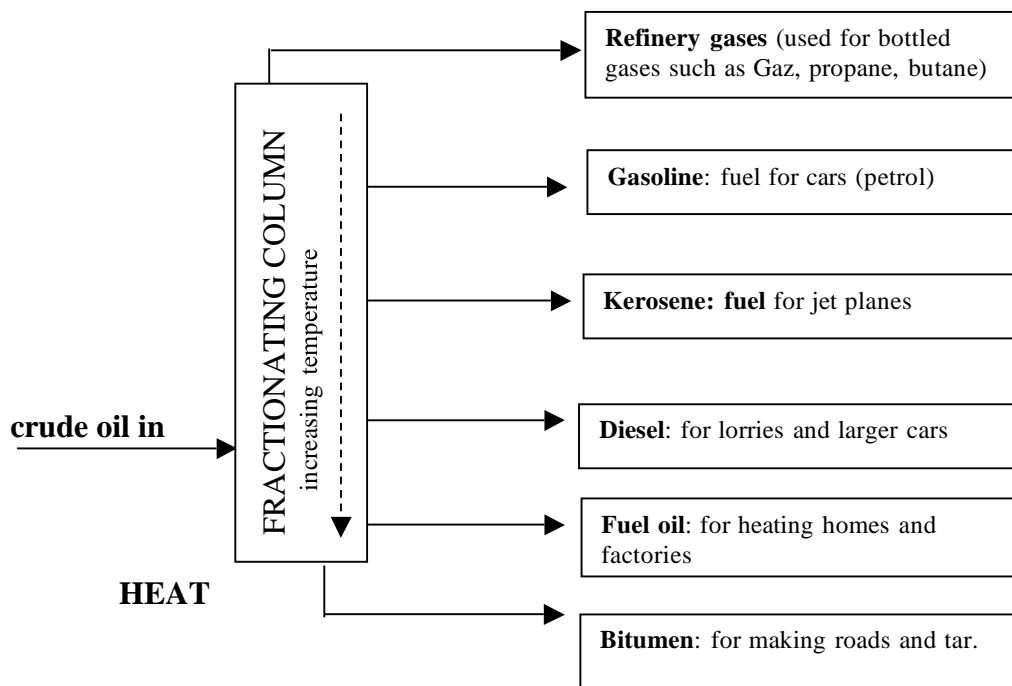 Refinery gases (used for bottled
gases such as Gaz, propane, butane)
Gasoline: fuel for cars (petrol)
FRACTIONATING COLUMN
increasing temperature
Kerosene: fuel for jet planes
crude oil in
Diesel: for lorries and larger cars
Fuel oil: for heating homes and
factories
HEAT
Bitumen: for making roads and tar.